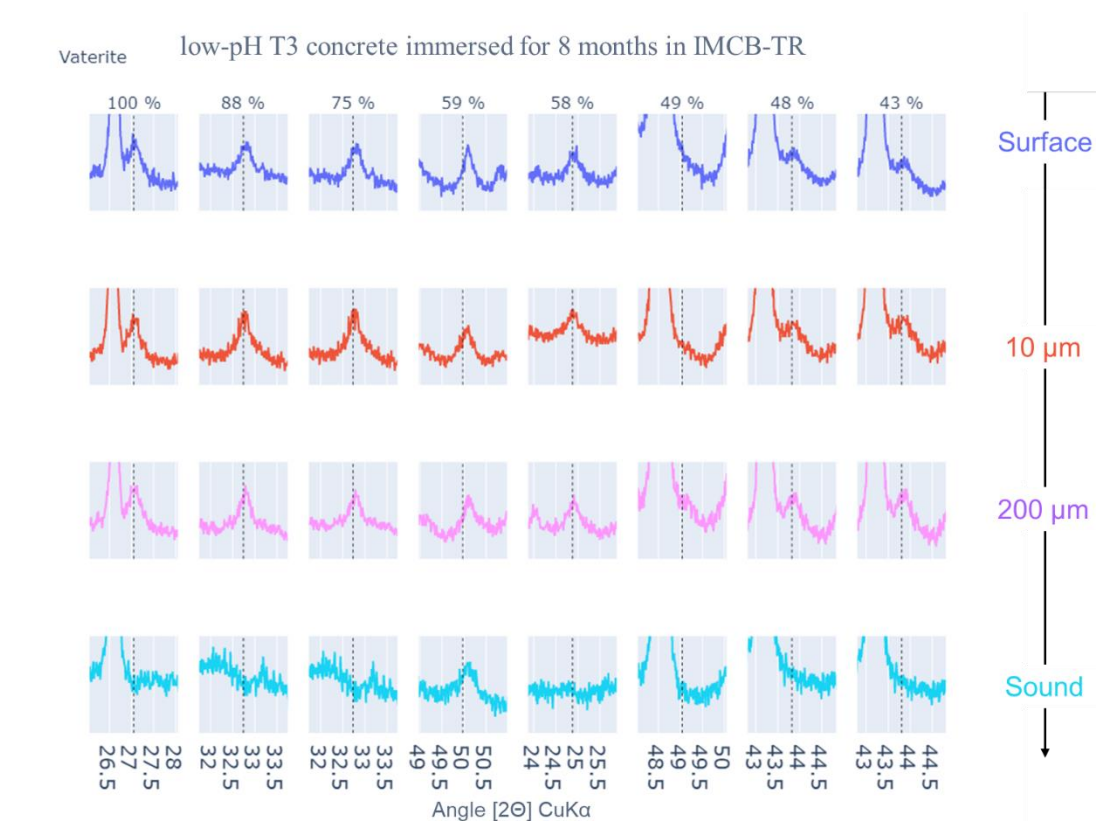 low-pH T3 concrete immersed for 8 months in IMCB-TR
Vaterite
100 % 88 % 75 % 59 % 58 % 49 % 48 % 43 %
Surface
10 μm
200 μm
Sound
26.5 27 27.5 28 32 32.5 33 33.5 32 32.5 33 33.5 49 49.5 50 50.5 24 24.5 25 25.5 48.5 49 49.5 50 43 43.5 44 44.5 43 43.5 44 44.5
Angle [2Θ] CuKα